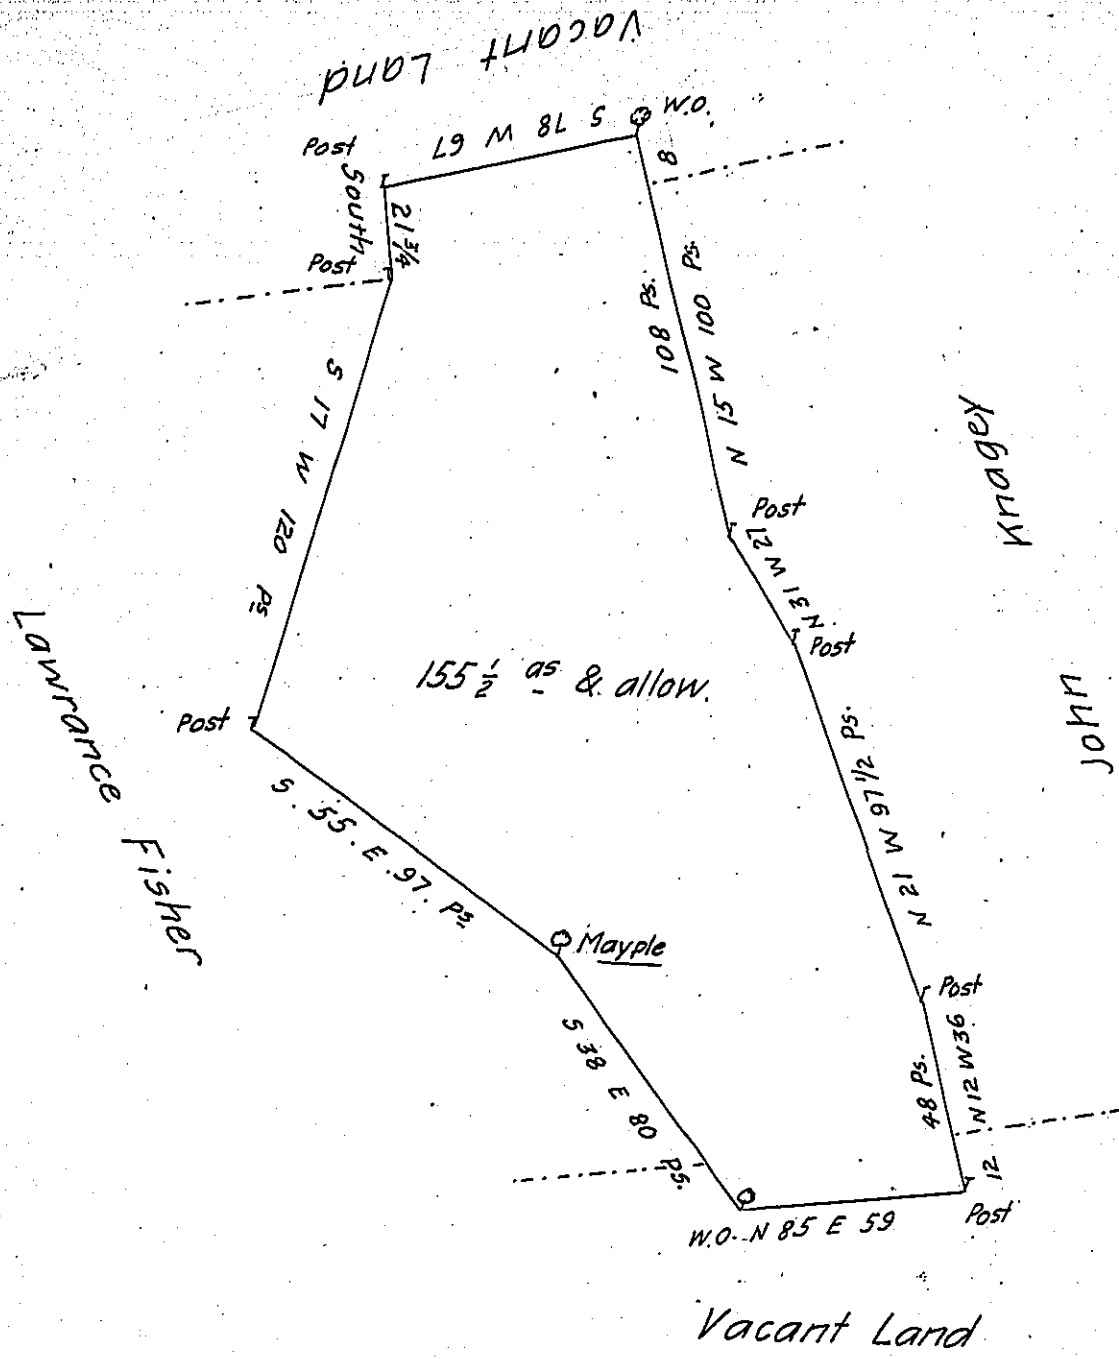 Vacant Land
W.O.
S 78 W 67
Post
South
21 3/4
Post
8
108 Ps.
N 15 W 100 Ps.
S 17 W 120 Ps
Knagey
John
Post
N 31 W 27
Post
155 1/2 as & allow.
Lawrance Fisher
Post
N 21 W 97 1/2 Ps.
S. 55. E. 97. Ps
Mayple
Post
S 38 E 80 Ps.
48 Ps.
N 12 W 36
12
Post
W.O. N 85 E 59
Vacant Land